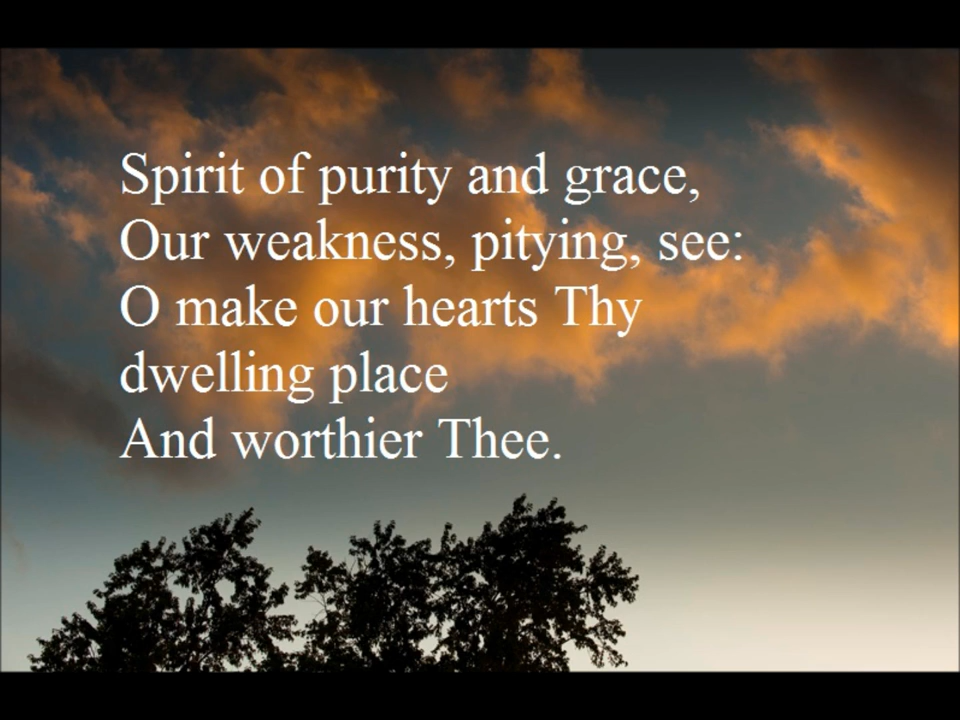 Spirit of purity and grace,
Our weakness, pitying, see:
O make our hearts Thy
dwelling place
And worthier Thee.